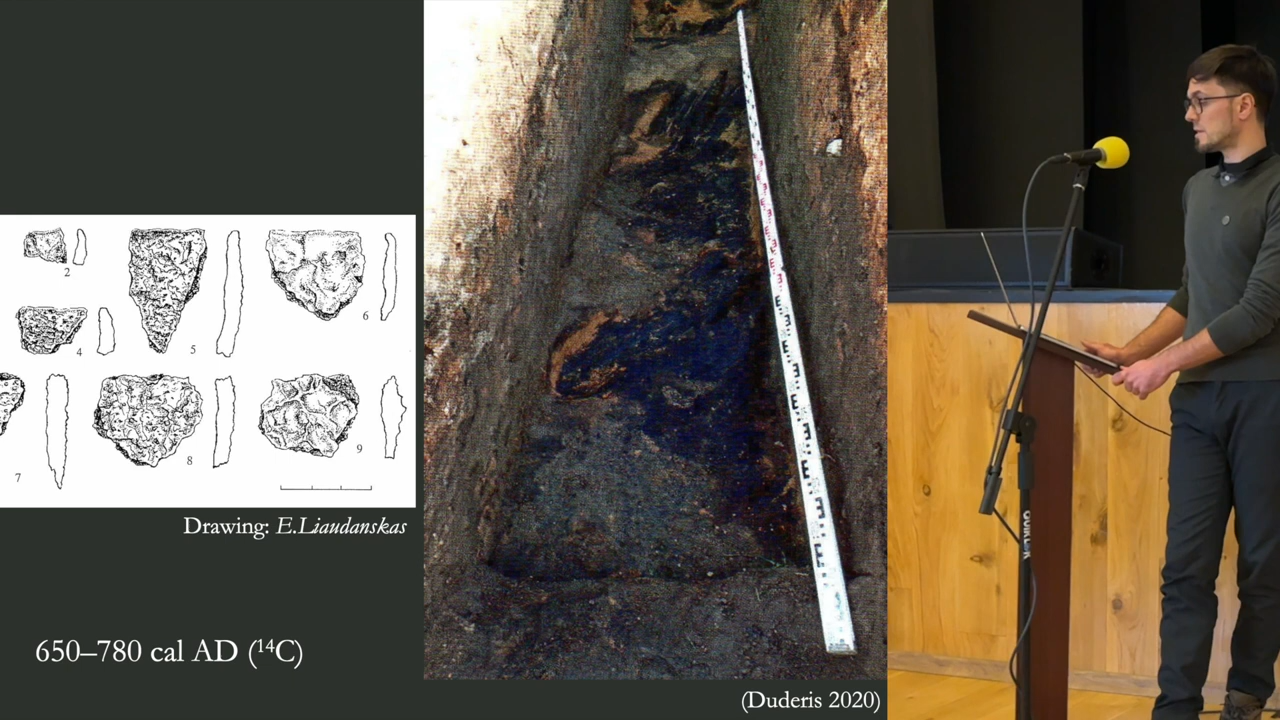 2
4
5
6
7
8
9
Drawing: E.Liaudanskas
650–780 cal AD (¹⁴C)
(Duderis 2020)